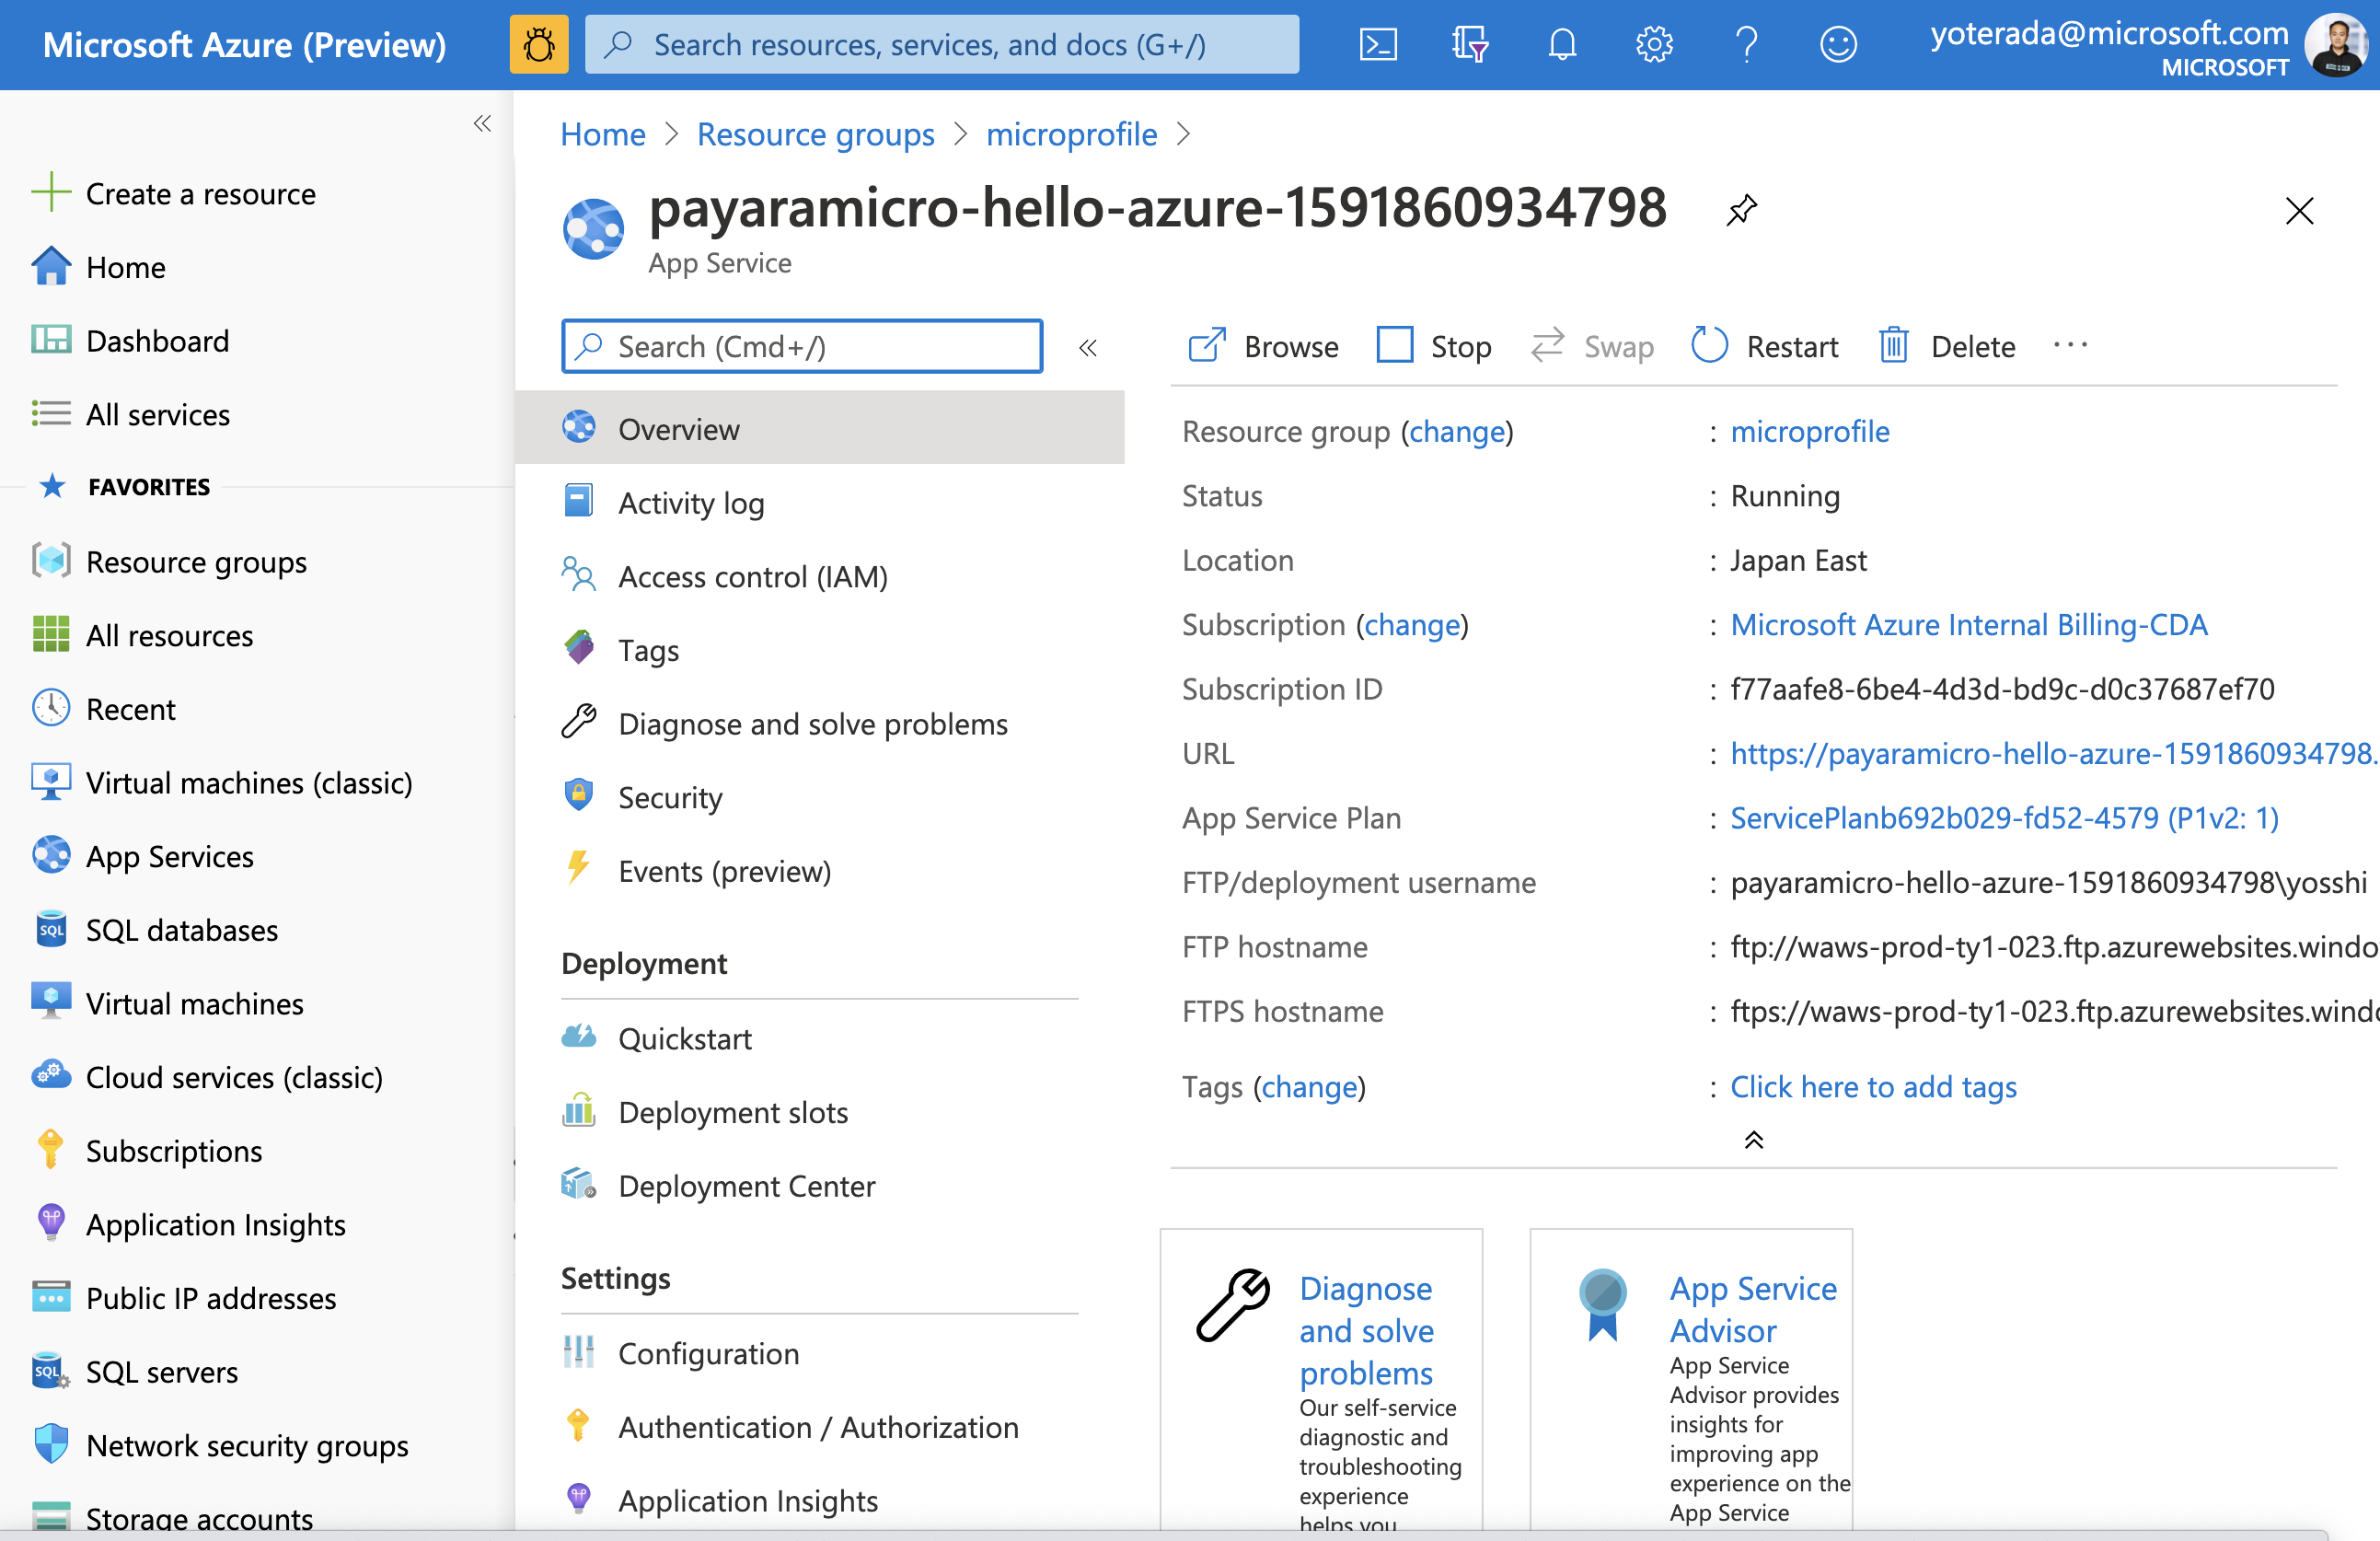 Microsoft Azure (Preview)
Search resources, services, and docs (G+/)
yoterada@microsoft.com
MICROSOFT
Create a resource
Home
Dashboard
All services
FAVORITES
Resource groups
All resources
Recent
Virtual machines (classic)
App Services
SQL databases
Virtual machines
Cloud services (classic)
Subscriptions
Application Insights
Public IP addresses
SQL servers
Network security groups
Storage accounts
Home > Resource groups > microprofile >
payaramicro-hello-azure-1591860934798
App Service
Search (Cmd+/)
Overview
Activity log
Access control (IAM)
Tags
Diagnose and solve problems
Security
Events (preview)
Deployment
Quickstart
Deployment slots
Deployment Center
Settings
Configuration
Authentication / Authorization
Application Insights
Browse Stop Swap Restart Delete ...
Resource group (change) : microprofile
Status : Running
Location : Japan East
Subscription (change) : Microsoft Azure Internal Billing-CDA
Subscription ID : f77aafe8-6be4-4d3d-bd9c-d0c37687ef70
URL : https://payaramicro-hello-azure-1591860934798.
App Service Plan : ServicePlanb692b029-fd52-4579 (P1v2: 1)
FTP/deployment username : payaramicro-hello-azure-1591860934798\yosshi
FTP hostname : ftp://waws-prod-ty1-023.ftp.azurewebsites.windo
FTPS hostname : ftps://waws-prod-ty1-023.ftp.azurewebsites.wind
Tags (change) : Click here to add tags
Diagnose
and solve
problems
Our self-service
diagnostic and
troubleshooting
experience
helps you
App Service
Advisor
App Service
Advisor provides
insights for
improving app
experience on the
App Service